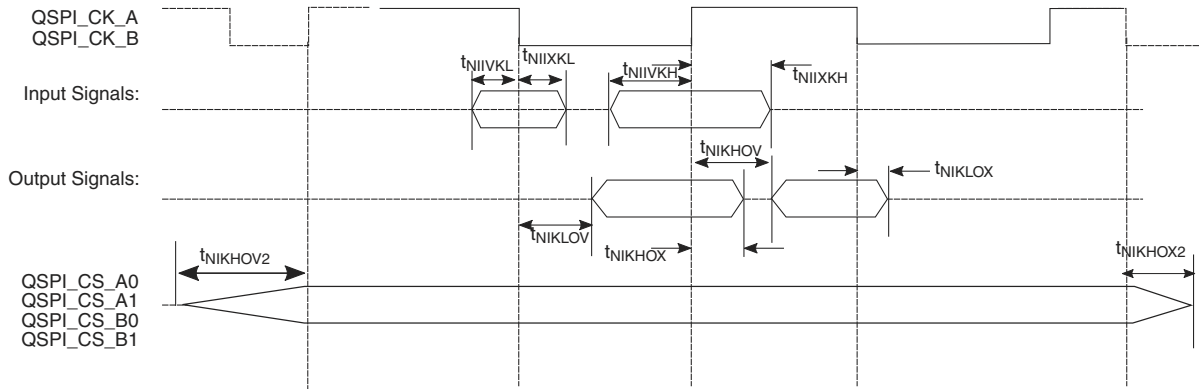 QSPI_CK_A
QSPI_CK_B
tNIIVKL
tNIIXKL
tNIIVKH
tNIIXKH
Input Signals:
tNIKHOV
Output Signals:
tNIKLOX
tNIKLOV
tNIKHOX
tNIKHOV2
tNIKHOX2
QSPI_CS_A0
QSPI_CS_A1
QSPI_CS_B0
QSPI_CS_B1